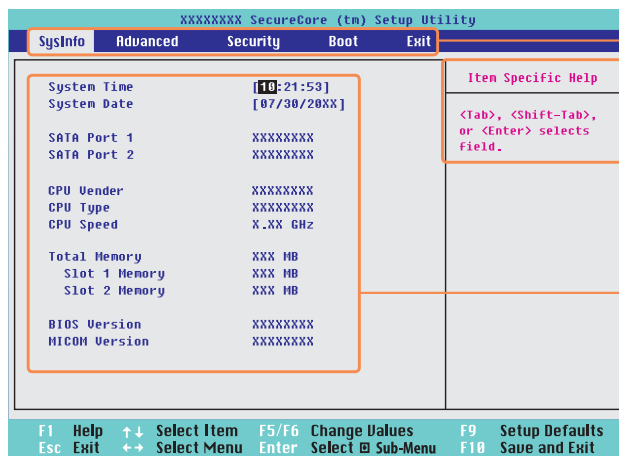 XXXXXXXX SecureCore (tm) Setup Utility
SysInfo Advanced Security Boot Exit
System Time [10:21:53]
System Date [07/30/20XX]
SATA Port 1 XXXXXXXX
SATA Port 2 XXXXXXXX
CPU Vender XXXXXXXX
CPU Type XXXXXXXX
CPU Speed X.XX GHz
Total Memory XXX MB
Slot 1 Memory XXX MB
Slot 2 Memory XXX MB
BIOS Version XXXXXXXX
MICOM Version XXXXXXXX
Item Specific Help
<Tab>, <Shift-Tab>,
or <Enter> selects
field.
F1 Help ↑↓ Select Item F5/F6 Change Values F9 Setup Defaults
Esc Exit ←→ Select Menu Enter Select Sub-Menu F10 Save and Exit